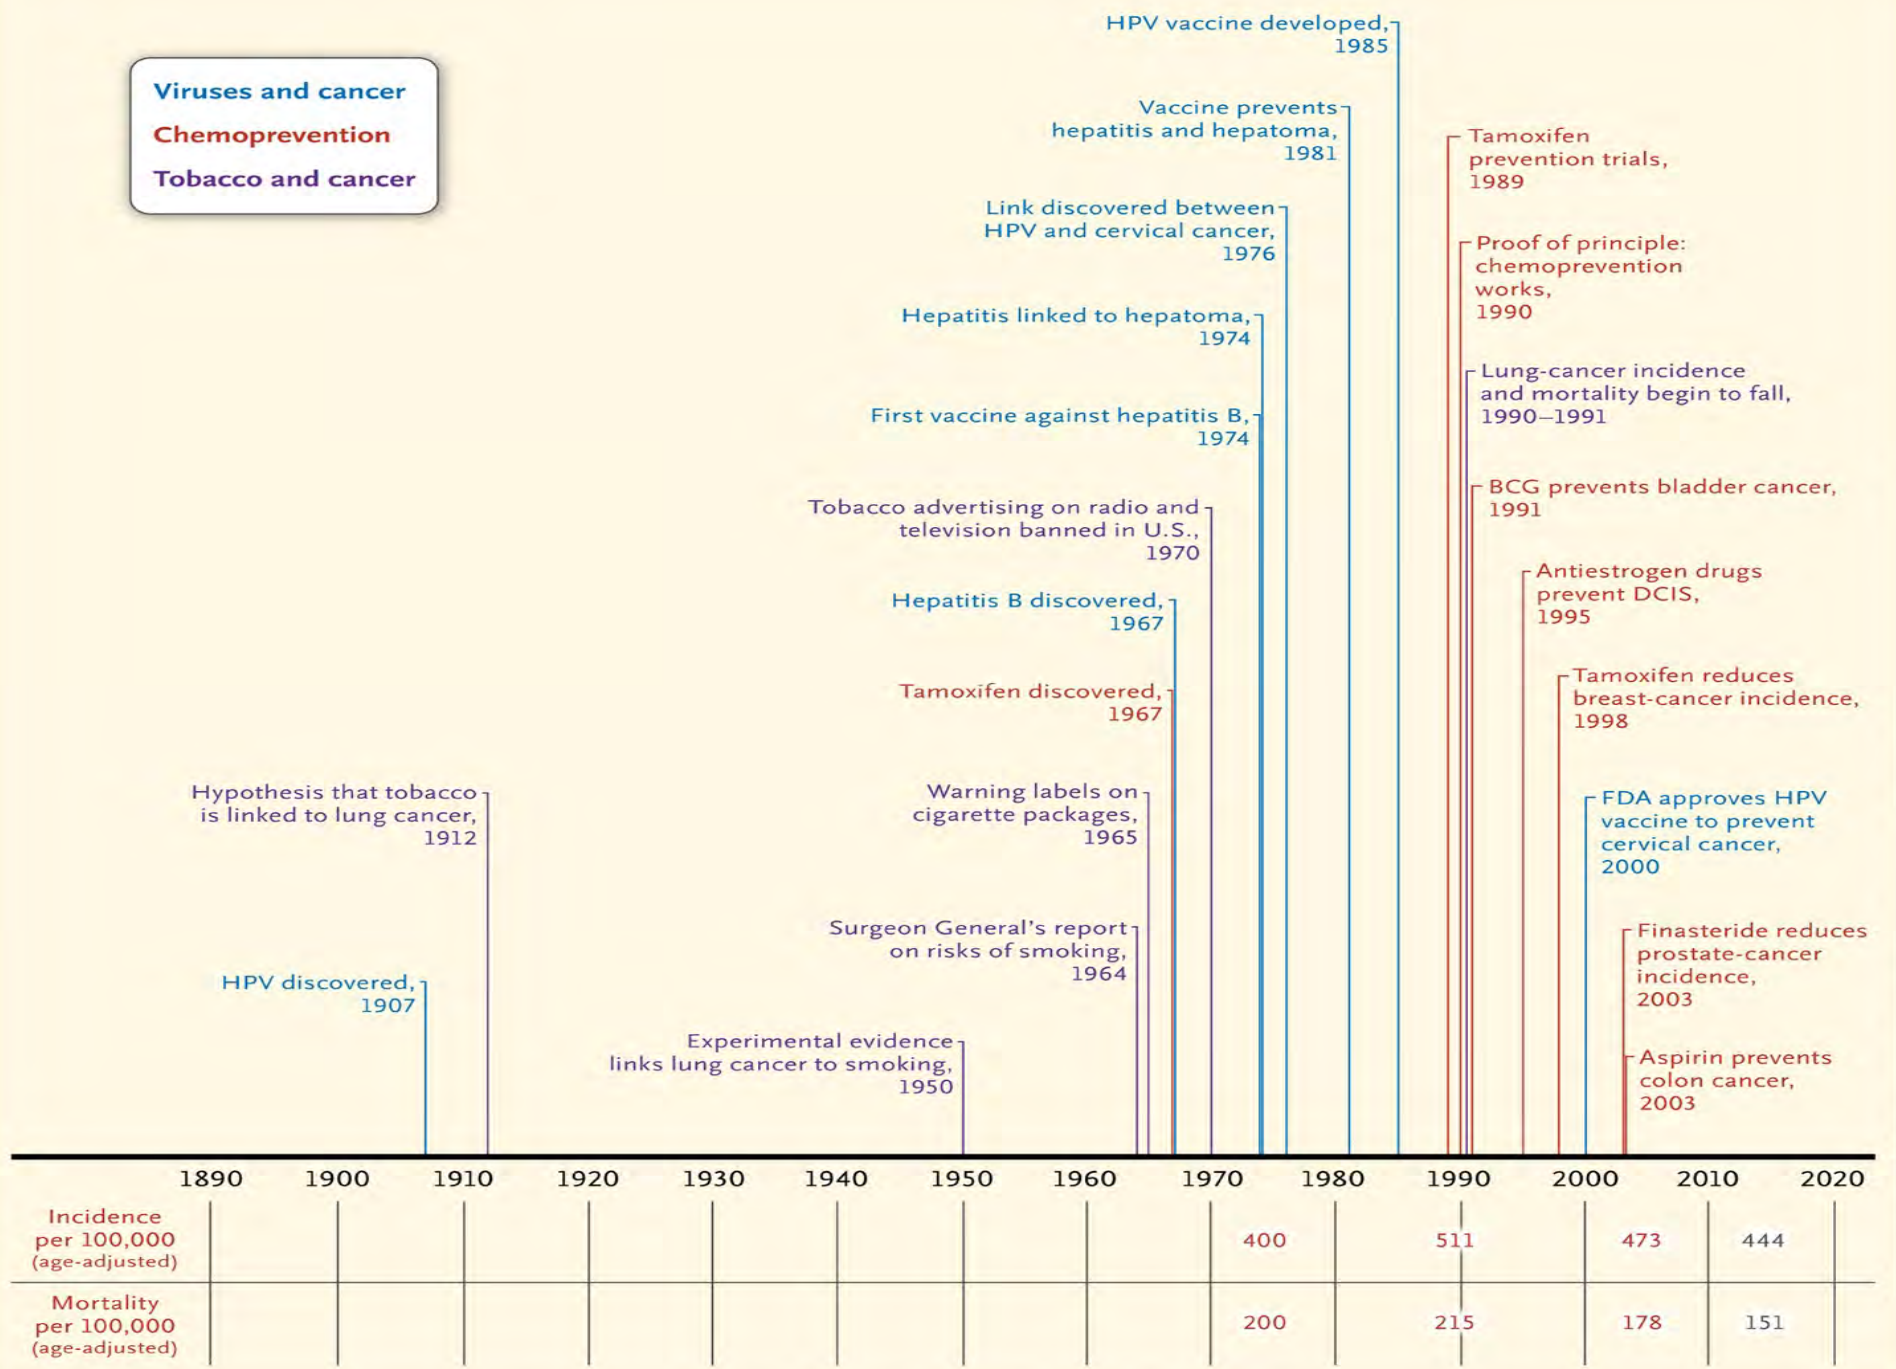 HPV vaccine developed,
1985
Viruses and cancer
Chemoprevention
Tobacco and cancer
Vaccine prevents
hepatitis and hepatoma,
1981
Tamoxifen
prevention trials,
1989
Link discovered between
HPV and cervical cancer,
1976
Proof of principle:
chemoprevention
works,
1990
Hepatitis linked to hepatoma,
1974
Lung-cancer incidence
and mortality begin to fall,
1990–1991
First vaccine against hepatitis B,
1974
BCG prevents bladder cancer,
1991
Tobacco advertising on radio and
television banned in U.S.,
1970
Antiestrogen drugs
prevent DCIS,
1995
Hepatitis B discovered,
1967
Tamoxifen discovered,
1967
Tamoxifen reduces
breast-cancer incidence,
1998
Hypothesis that tobacco
is linked to lung cancer,
1912
Warning labels on
cigarette packages,
1965
FDA approves HPV
vaccine to prevent
cervical cancer,
2000
Surgeon General's report
on risks of smoking,
1964
Finasteride reduces
prostate-cancer
incidence,
2003
HPV discovered,
1907
Experimental evidence
links lung cancer to smoking,
1950
Aspirin prevents
colon cancer,
2003
1890 1900 1910 1920 1930 1940 1950 1960 1970 1980 1990 2000 2010 2020
Incidence
per 100,000
(age-adjusted)
400 511 473 444
Mortality
per 100,000
(age-adjusted)
200 215 178 151